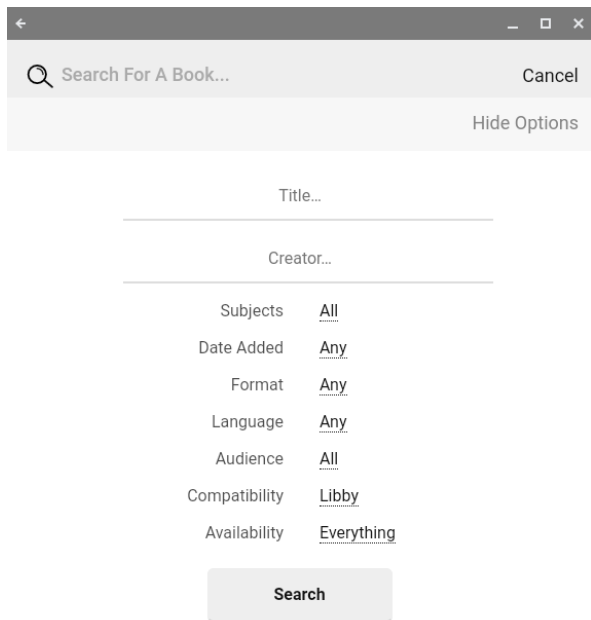 Search For A Book...
Cancel
Hide Options
Title...
Creator...
Subjects All
Date Added Any
Format Any
Language Any
Audience All
Compatibility Libby
Availability Everything
Search